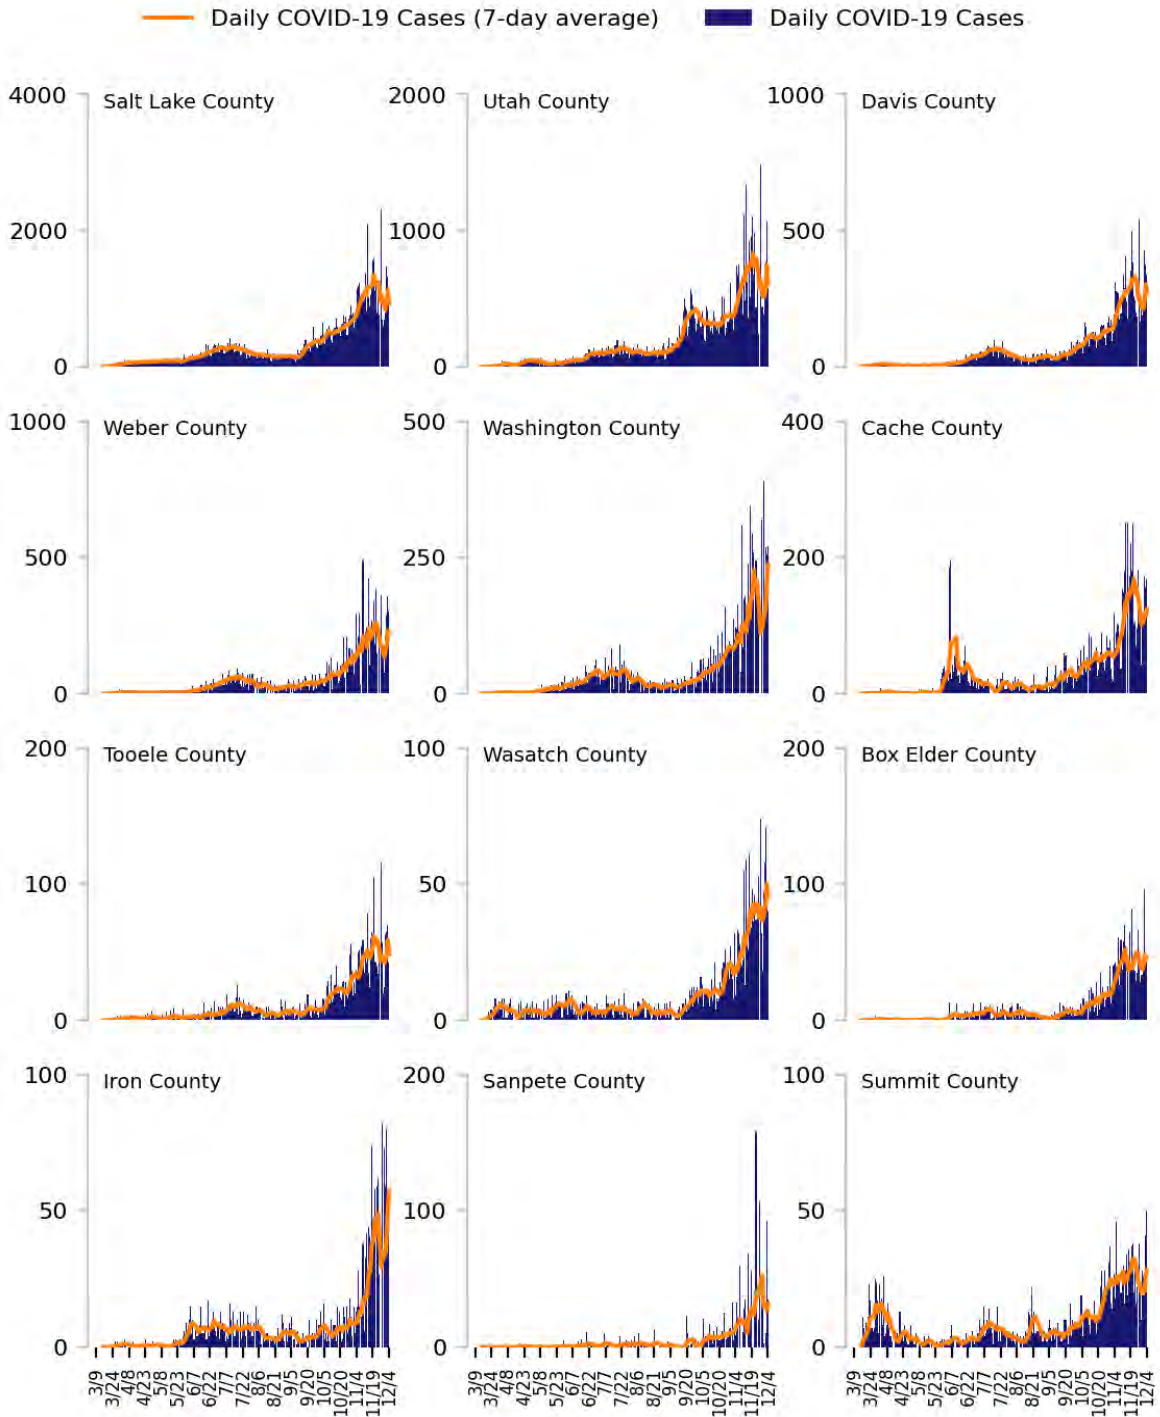 Daily COVID-19 Cases (7-day average) Daily COVID-19 Cases
4000 Salt Lake County 2000 Utah County 1000 Davis County
2000 1000 500
0 0 0
1000 Weber County 500 Washington County 400 Cache County
500 250 200
0 0 0
200 Tooele County 100 Wasatch County 200 Box Elder County
100 50 100
0 0 0
100 Iron County 200 Sanpete County 100 Summit County
50 100 50
0 0 0
3/9 3/24 4/8 4/23 5/8 5/23 6/7 6/22 7/7 7/22 8/6 8/21 9/5 9/20 10/5 10/20 11/4 11/19 12/4 3/9 3/24 4/8 4/23 5/8 5/23 6/7 6/22 7/7 7/22 8/6 8/21 9/5 9/20 10/5 10/20 11/4 11/19 12/4 3/9 3/24 4/8 4/23 5/8 5/23 6/7 6/22 7/7 7/22 8/6 8/21 9/5 9/20 10/5 10/20 11/4 11/19 12/4